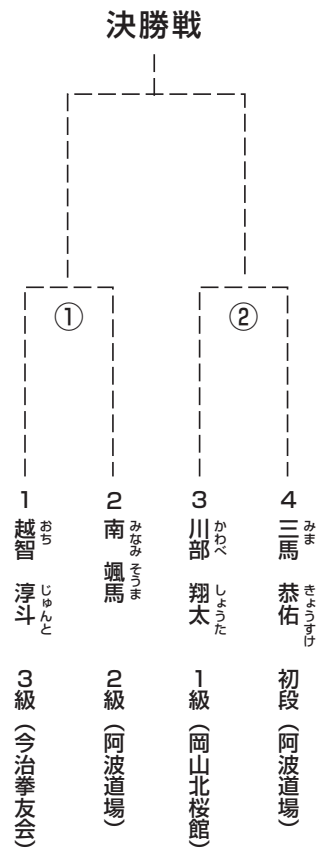 決勝戦
①
②
1 越智 淳斗 3級(今治拳友会)
おち じゅんと
2 南 颯馬 2級(阿波道場)
みなみ そうま
3 川部 翔太 1級(岡山北桜館)
かわべ しょうた
4 三馬 恭佑 初段(阿波道場)
みま きょうすけ